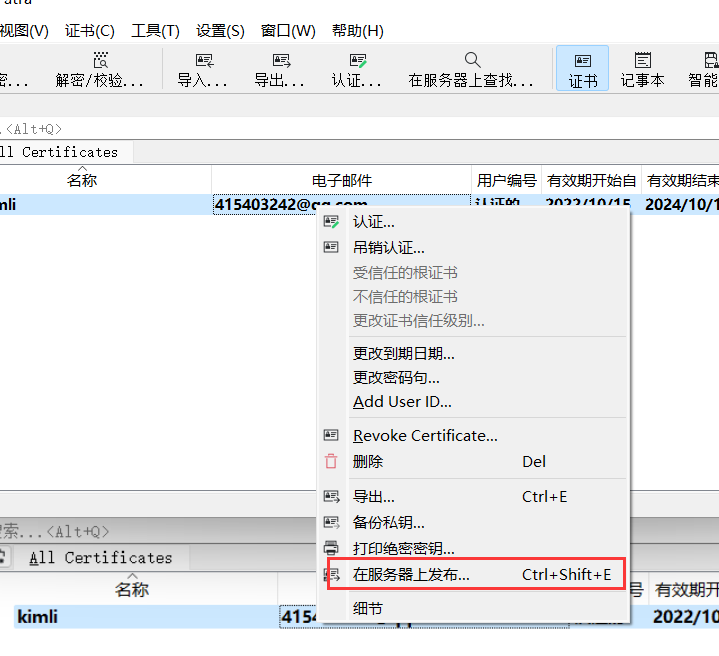 视图(V) 证书(C) 工具(T) 设置(S) 窗口(W) 帮助(H)
密... 解密/校验... 导入... 导出... 认证... 在服务器上查找... 证书 记事本 智能
...<Alt+Q>
All Certificates
名称 电子邮件 用户编号 有效期开始自 有效期结束
mli 415403242@qq.com 认证的 2022/10/15 2024/10/1
认证...
吊销认证...
受信任的根证书
不信任的根证书
更改证书信任级别...
更改到期日期...
更改密码句...
Add User ID...
Revoke Certificate...
删除 Del
导出... Ctrl+E
备份私钥...
打印绝密密钥...
在服务器上发布... Ctrl+Shift+E
细节
搜索...<Alt+Q>
All Certificates
名称 号 有效期开
kimli 4154 2022/10